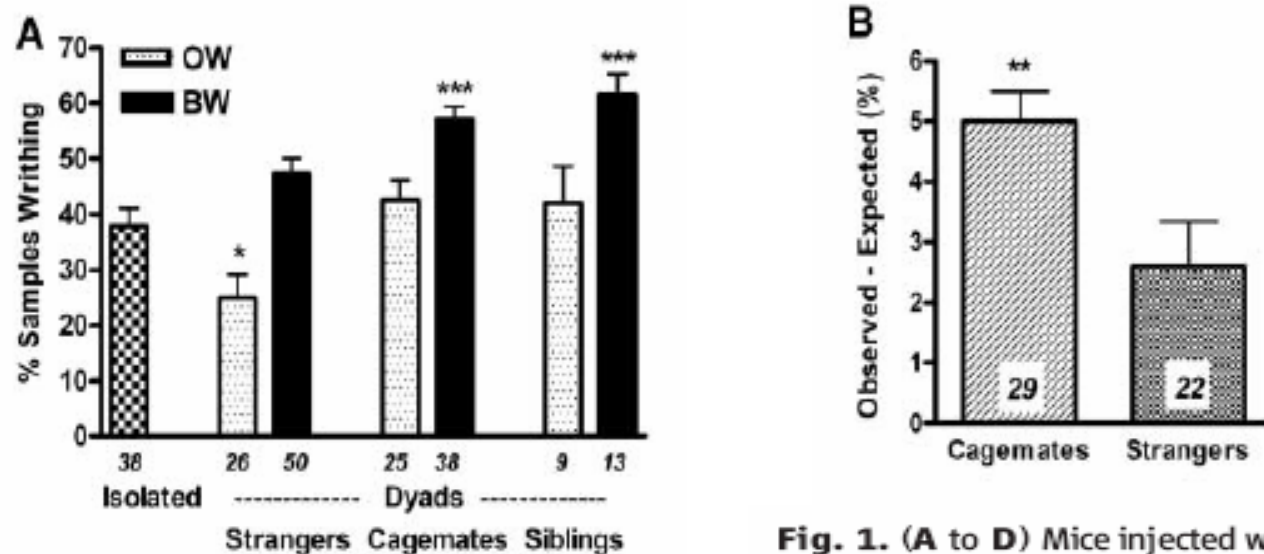 A
70
60
50
40
30
20
10
0
% Samples Writhing
OW
BW
*
***
***
38 26 50 25 38 9 13
Isolated ------------ Dyads ------------
Strangers Cagemates Siblings
B
6
5
4
3
2
1
0
Observed - Expected (%)
**
29 22
Cagemates Strangers
Fig. 1. (A to D) Mice injected w